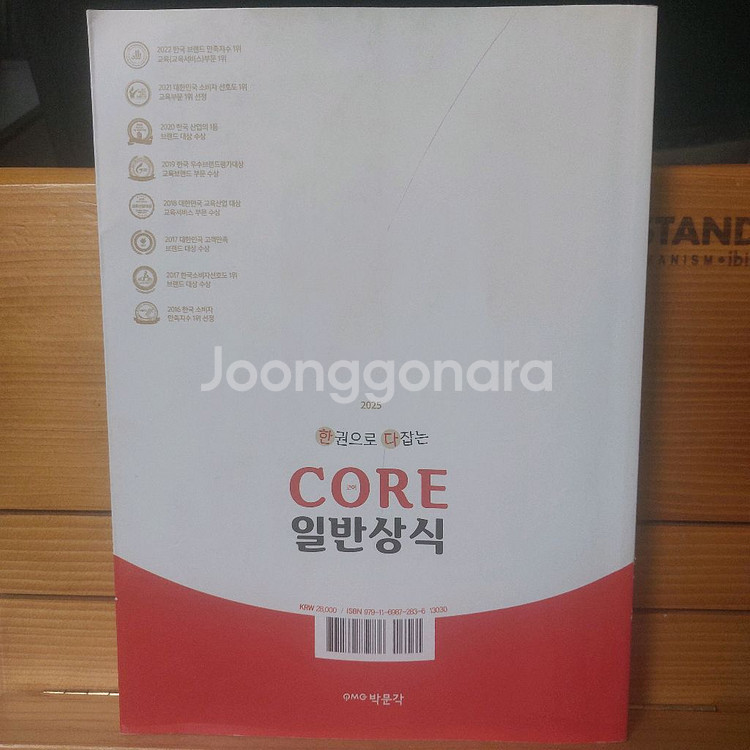 2022 한국 브랜드 만족지수 1위
교육(교육서비스)부문 1위
2021 대한민국 소비자 선호도 1위
교육부문 1위 선정
2020 한국 산업의 1등
브랜드 대상 수상
2019 한국 우수브랜드평가대상
교육브랜드 부문 수상
2018 대한민국 교육산업 대상
교육서비스 부문 수상
2017 대한민국 고객만족
브랜드 대상 수상
2017 한국소비자선호도 1위
브랜드 대상 수상
2016 한국 소비자
만족지수 1위 선정
STAND
ANISM • ibi
Joonggonara
2025
한권으로 다잡는
CORE
코어
일반상식
KRW 28,000 / ISBN 979-11-6987-283-6 13030
PMG 박문각